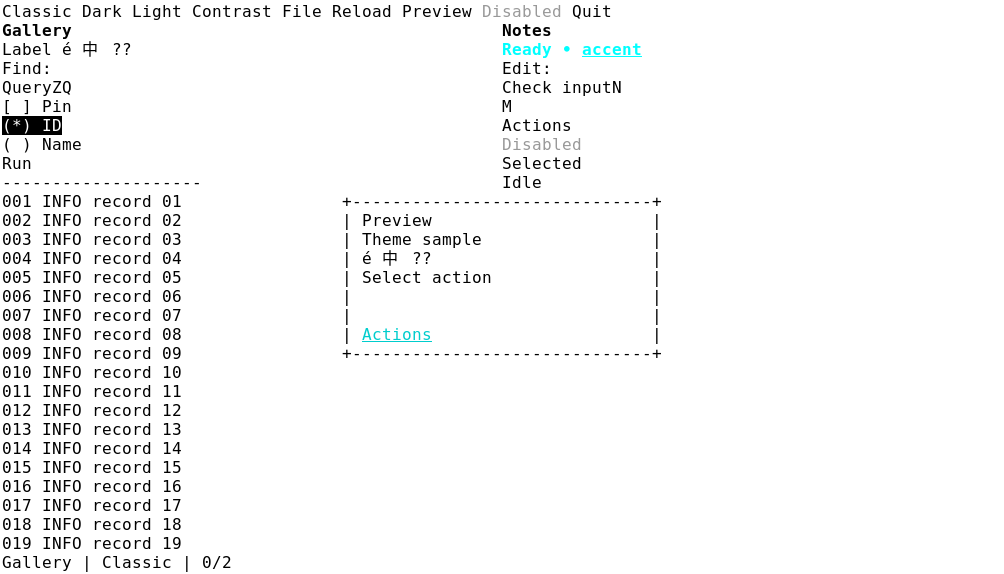 Classic Dark Light Contrast File Reload Preview Disabled Quit
Gallery Notes
Label é 中 ?? Ready • accent
Find: Edit:
QueryZQ Check inputN
[ ] Pin M
(*) ID Actions
( ) Name Disabled
Run Selected
-------------------- Idle
001 INFO record 01 +------------------------------+
002 INFO record 02 | Preview |
003 INFO record 03 | Theme sample |
004 INFO record 04 | é 中 ?? |
005 INFO record 05 | Select action |
006 INFO record 06 | |
007 INFO record 07 | |
008 INFO record 08 | Actions |
009 INFO record 09 +------------------------------+
010 INFO record 10
011 INFO record 11
012 INFO record 12
013 INFO record 13
014 INFO record 14
015 INFO record 15
016 INFO record 16
017 INFO record 17
018 INFO record 18
019 INFO record 19
Gallery | Classic | 0/2